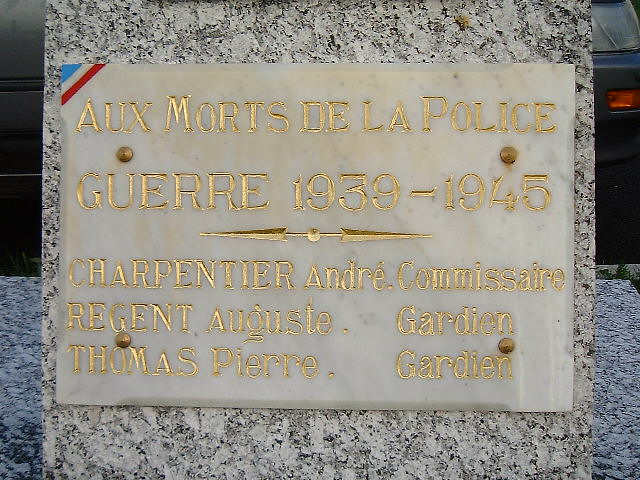 AUX MORTS DE LA POLICE
GUERRE 1939-1945
CHARPENTIER André. Commissaire
REGENT Auguste. Gardien
THOMAS Pierre. Gardien